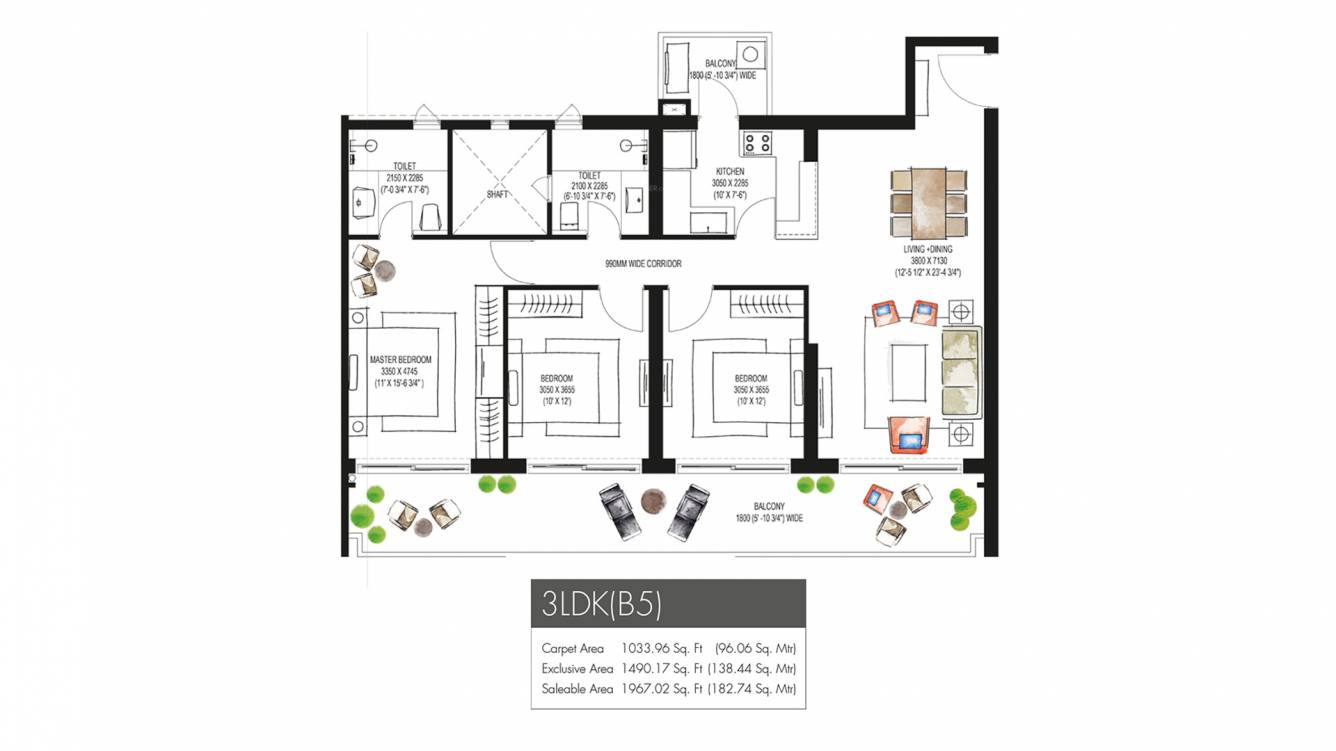 BALCONY
1800 (5' -10 3/4") WIDE
TOILET
2150 X 2285
(7'-0 3/4" X 7'-6")
SHAFT
TOILET
2100 X 2285
(6'-10 3/4" X 7'-6")
KITCHEN
3050 X 2285
(10' X 7'-6")
LIVING +DINING
3800 X 7130
(12'-5 1/2" X 23'-4 3/4")
990MM WIDE CORRIDOR
MASTER BEDROOM
3350 X 4745
(11' X 15'-6 3/4" )
BEDROOM
3050 X 3655
(10' X 12')
BEDROOM
3050 X 3655
(10' X 12')
BALCONY
1800 (5' -10 3/4") WIDE
3LDK(B5)
Carpet Area 1033.96 Sq. Ft (96.06 Sq. Mtr)
Exclusive Area 1490.17 Sq. Ft (138.44 Sq. Mtr)
Saleable Area 1967.02 Sq. Ft (182.74 Sq. Mtr)